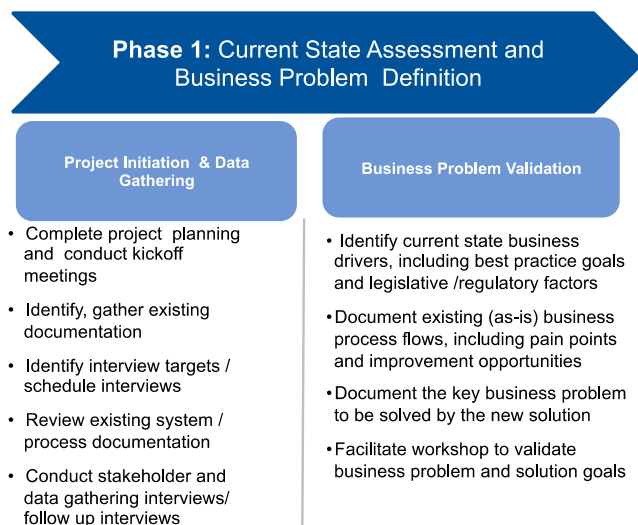 Phase 1: Current State Assessment and
Business Problem Definition
Project Initiation & Data
Gathering
• Complete project planning
and conduct kickoff
meetings
• Identify, gather existing
documentation
• Identify interview targets /
schedule interviews
• Review existing system /
process documentation
• Conduct stakeholder and
data gathering interviews/
follow up interviews
Business Problem Validation
• Identify current state business
drivers, including best practice goals
and legislative /regulatory factors
• Document existing (as-is) business
process flows, including pain points
and improvement opportunities
• Document the key business problem
to be solved by the new solution
• Facilitate workshop to validate
business problem and solution goals